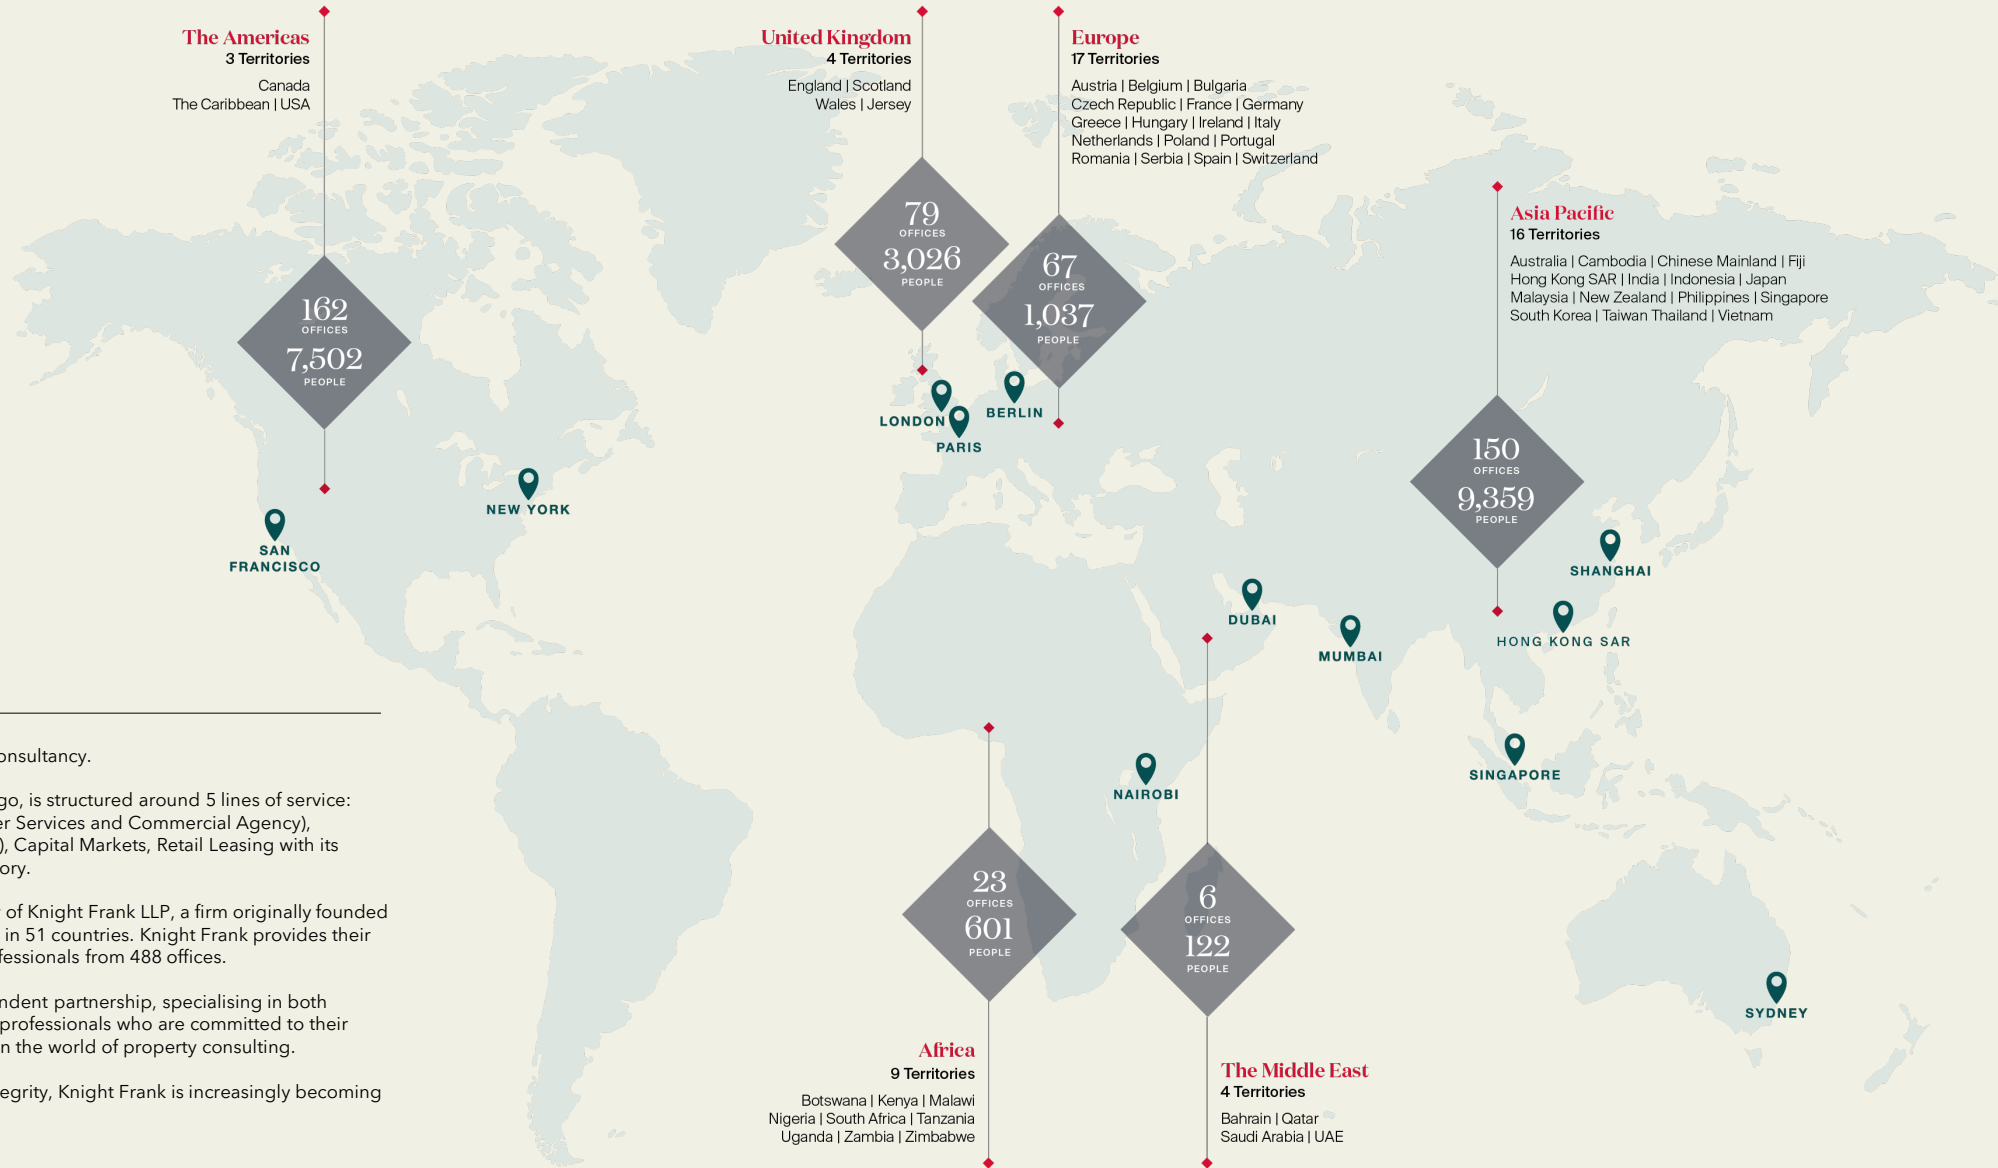 The Americas
3 Territories
Canada
The Caribbean | USA
162
OFFICES
7,502
PEOPLE
United Kingdom
4 Territories
England | Scotland
Wales | Jersey
79
OFFICES
3,026
PEOPLE
Europe
17 Territories
Austria | Belgium | Bulgaria
Czech Republic | France | Germany
Greece | Hungary | Ireland | Italy
Netherlands | Poland | Portugal
Romania | Serbia | Spain | Switzerland
67
OFFICES
1,037
PEOPLE
Asia Pacific
16 Territories
Australia | Cambodia | Chinese Mainland | Fiji
Hong Kong SAR | India | Indonesia | Japan
Malaysia | New Zealand | Philippines | Singapore
South Korea | Taiwan Thailand | Vietnam
150
OFFICES
9,359
PEOPLE
LONDON
PARIS
BERLIN
NEW YORK
SAN
FRANCISCO
SHANGHAI
DUBAI
HONG KONG SAR
MUMBAI
SINGAPORE
NAIROBI
SYDNEY
23
OFFICES
601
PEOPLE
Africa
9 Territories
Botswana | Kenya | Malawi
Nigeria | South Africa | Tanzania
Uganda | Zambia | Zimbabwe
6
OFFICES
122
PEOPLE
The Middle East
4 Territories
Bahrain | Qatar
Saudi Arabia | UAE
onsultancy.
go, is structured around 5 lines of service:
er Services and Commercial Agency),
), Capital Markets, Retail Leasing with its
ory.
of Knight Frank LLP, a firm originally founded
in 51 countries. Knight Frank provides their
fessionals from 488 offices.
ndent partnership, specialising in both
professionals who are committed to their
n the world of property consulting.
egrity, Knight Frank is increasingly becoming